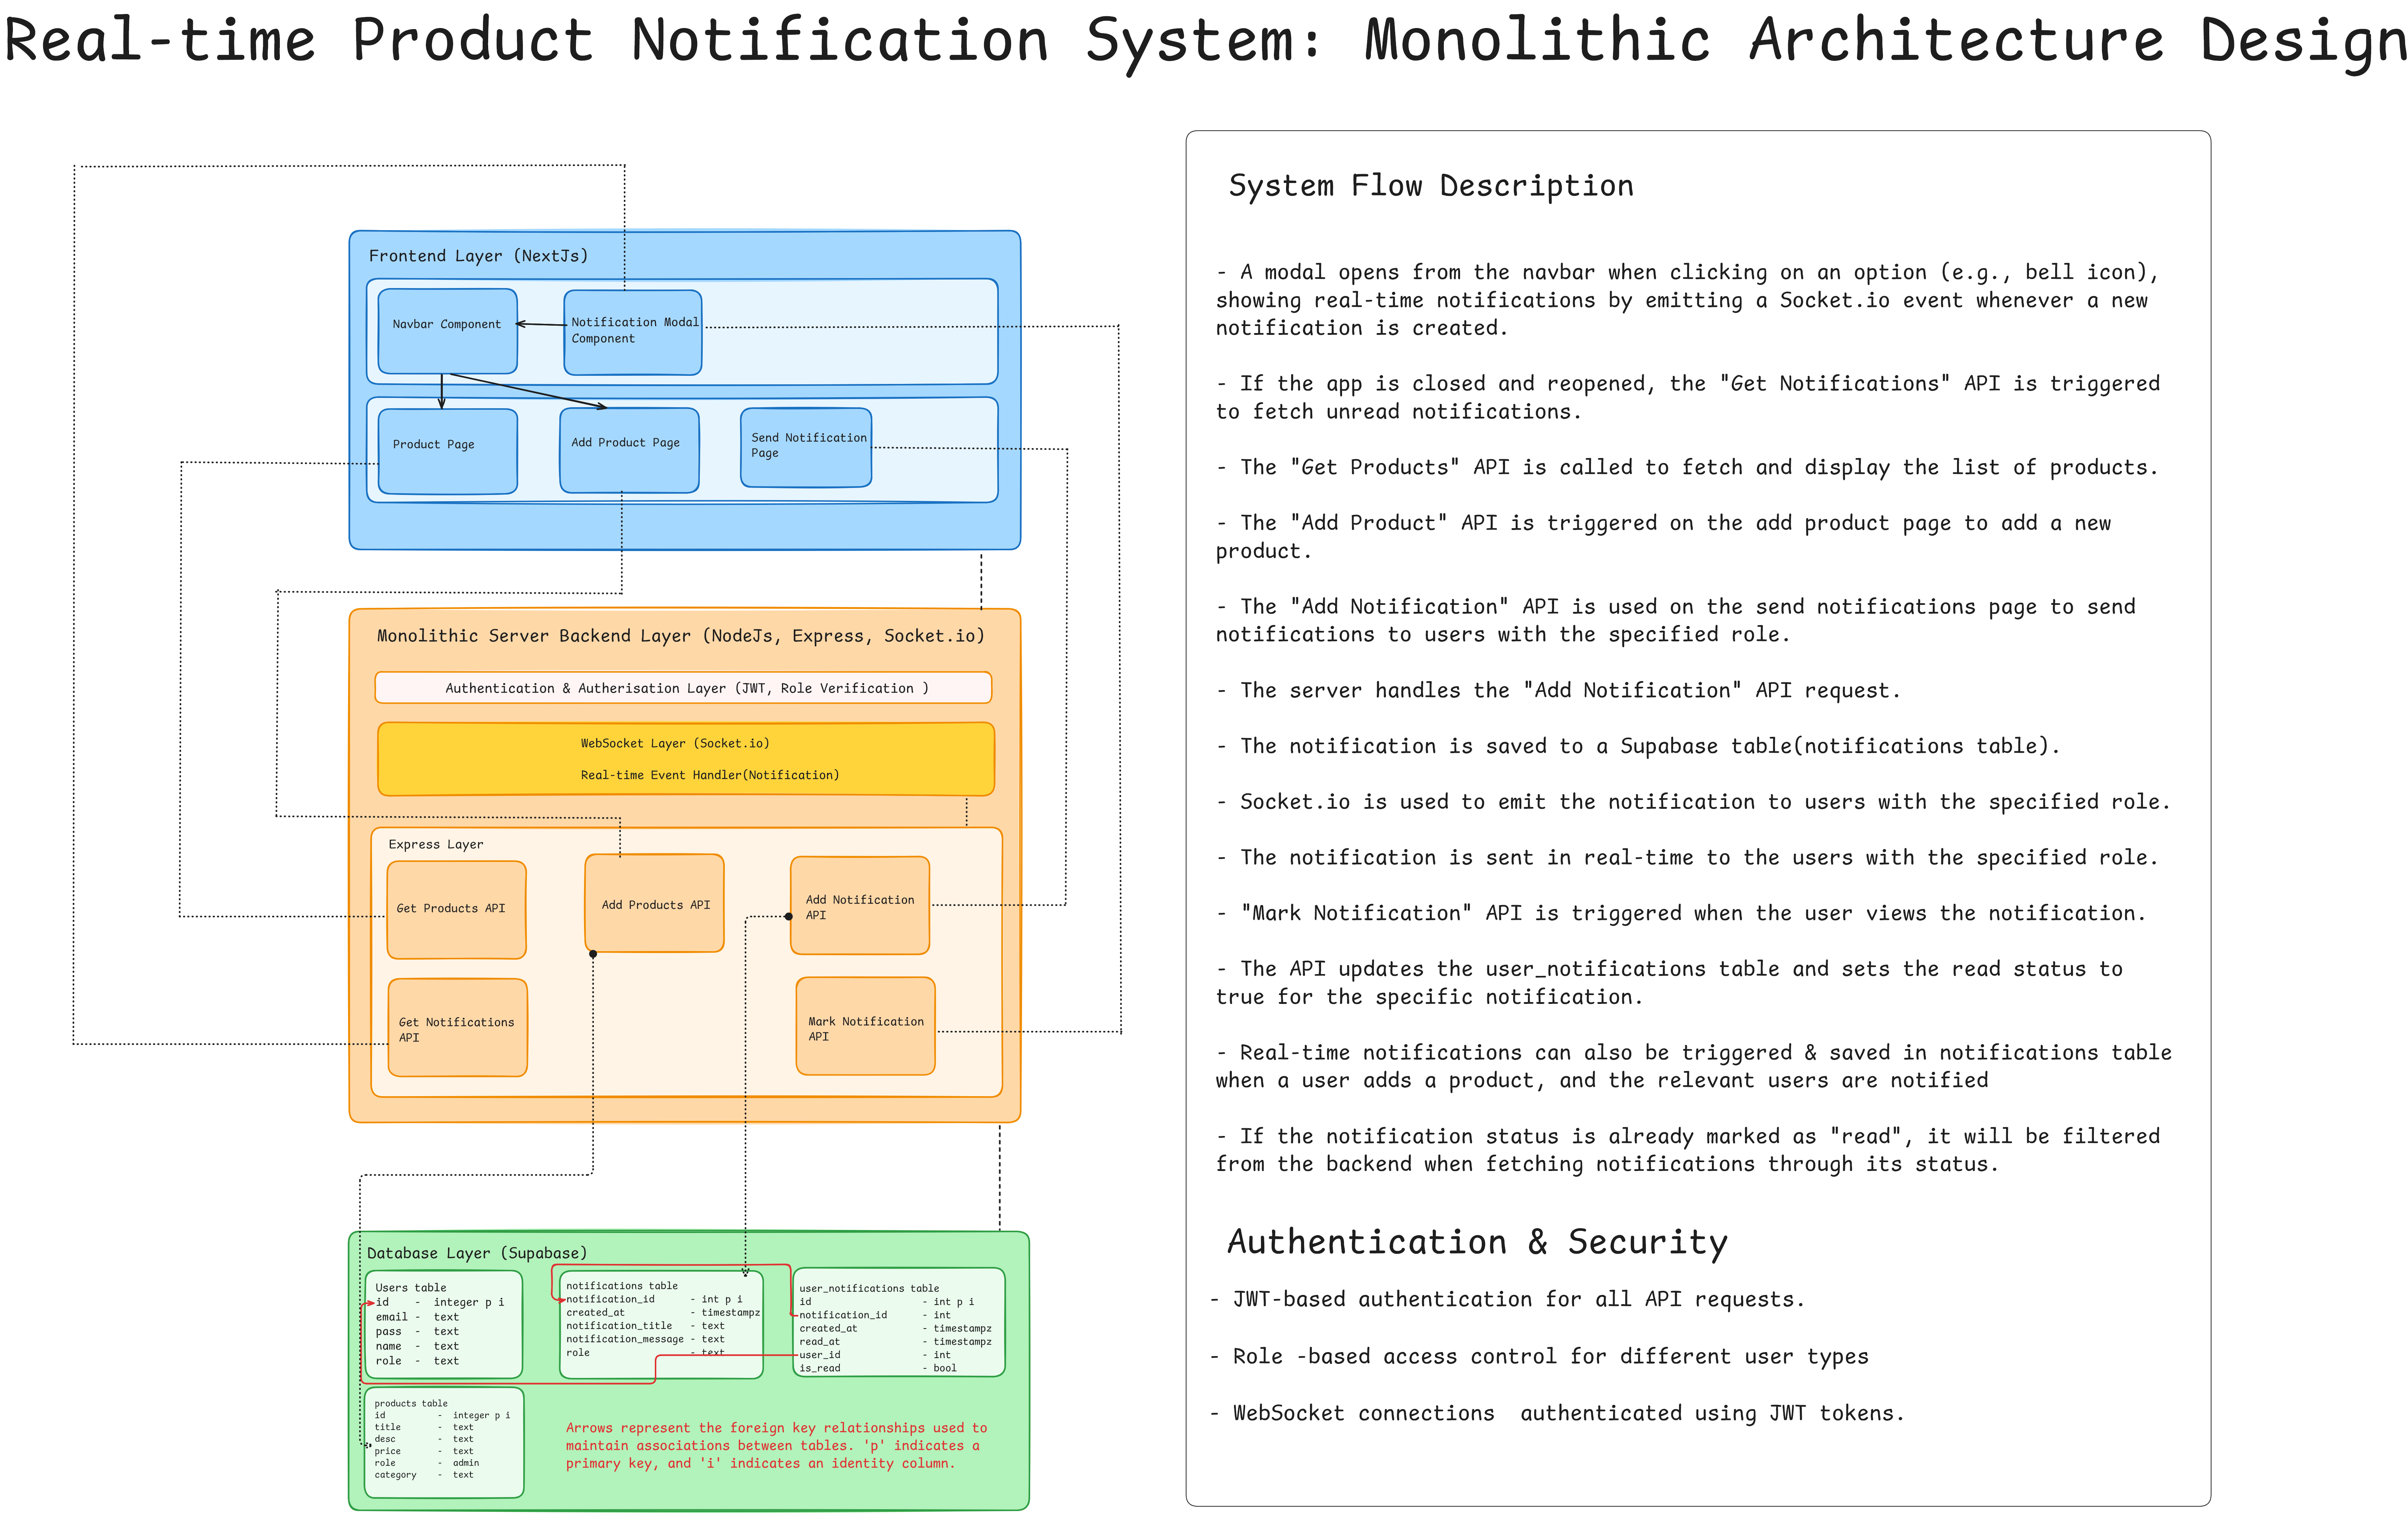 Real-time Product Notification System: Monolithic Architecture Design
Frontend Layer (NextJs)
Navbar Component
Notification Modal
Component
Product Page
Add Product Page
Send Notification
Page
Monolithic Server Backend Layer (NodeJs, Express, Socket.io)
Authentication & Autherisation Layer (JWT, Role Verification )
WebSocket Layer (Socket.io)
Real-time Event Handler(Notification)
Express Layer
Get Products API
Add Products API
Add Notification
API
Get Notifications
API
Mark Notification
API
Database Layer (Supabase)
Users table
id - integer p i
email - text
pass - text
name - text
role - text
notifications table
notification_id - int p i
created_at - timestampz
notification_title - text
notification_message - text
role - text
user_notifications table
id - int p i
notification_id - int
created_at - timestampz
read_at - timestampz
user_id - int
is_read - bool
products table
id - integer p i
title - text
desc - text
price - text
role - admin
category - text
Arrows represent the foreign key relationships used to
maintain associations between tables. 'p' indicates a
primary key, and 'i' indicates an identity column.
System Flow Description
- A modal opens from the navbar when clicking on an option (e.g., bell icon),
showing real-time notifications by emitting a Socket.io event whenever a new
notification is created.
- If the app is closed and reopened, the "Get Notifications" API is triggered
to fetch unread notifications.
- The "Get Products" API is called to fetch and display the list of products.
- The "Add Product" API is triggered on the add product page to add a new
product.
- The "Add Notification" API is used on the send notifications page to send
notifications to users with the specified role.
- The server handles the "Add Notification" API request.
- The notification is saved to a Supabase table(notifications table).
- Socket.io is used to emit the notification to users with the specified role.
- The notification is sent in real-time to the users with the specified role.
- "Mark Notification" API is triggered when the user views the notification.
- The API updates the user_notifications table and sets the read status to
true for the specific notification.
- Real-time notifications can also be triggered & saved in notifications table
when a user adds a product, and the relevant users are notified
- If the notification status is already marked as "read", it will be filtered
from the backend when fetching notifications through its status.
Authentication & Security
- JWT-based authentication for all API requests.
- Role -based access control for different user types
- WebSocket connections  authenticated using JWT tokens.